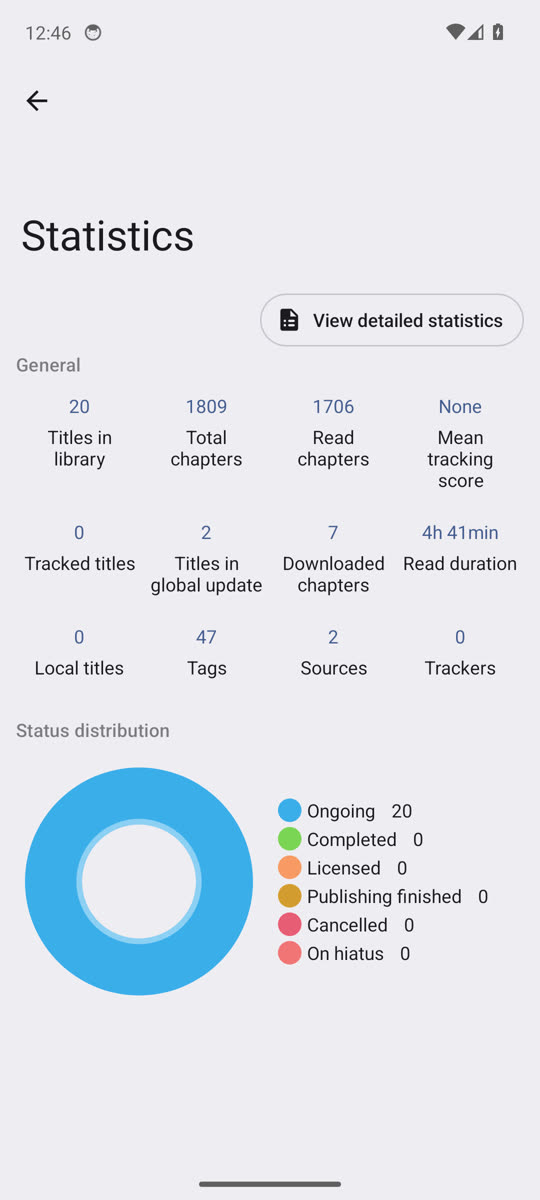 12:46
Statistics
View detailed statistics
General
20
1809
1706
None
Titles in
library
Total
chapters
Read
chapters
Mean
tracking
score
0
2
7
4h 41min
Tracked titles
Titles in
global update
Downloaded
chapters
Read duration
0
47
2
0
Local titles
Tags
Sources
Trackers
Status distribution
Ongoing 20
Completed 0
Licensed 0
Publishing finished 0
Cancelled 0
On hiatus 0